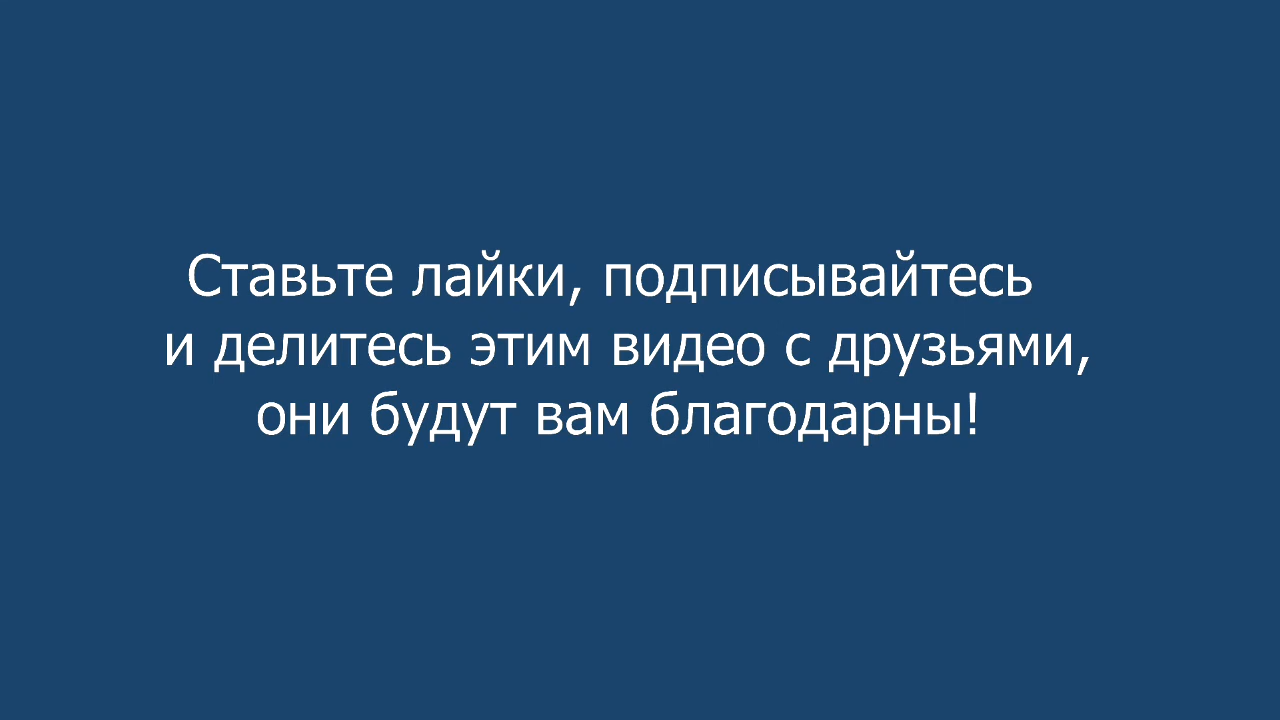 Ставьте лайки, подписывайтесь
и делитесь этим видео с друзьями,
они будут вам благодарны!